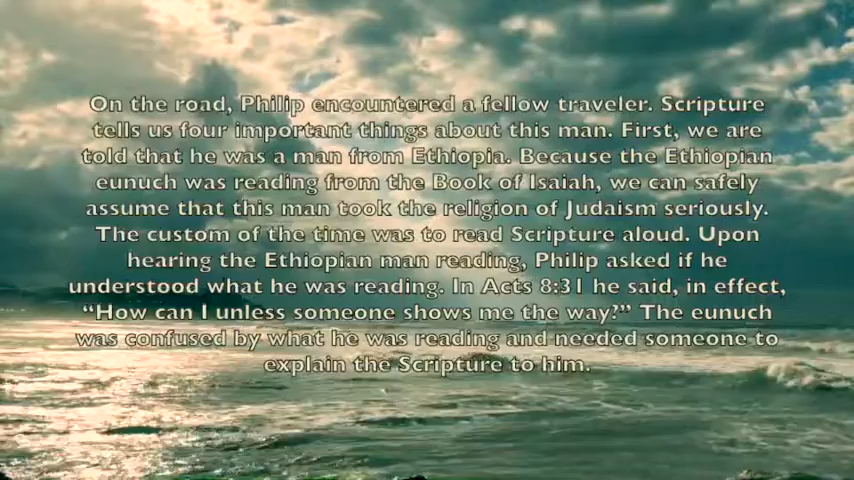 On the road, Philip encountered a fellow traveler. Scripture
tells us four important things about this man. First, we are
told that he was a man from Ethiopia. Because the Ethiopian
eunuch was reading from the Book of Isaiah, we can safely
assume that this man took the religion of Judaism seriously.
The custom of the time was to read Scripture aloud. Upon
hearing the Ethiopian man reading, Philip asked if he
understood what he was reading. In Acts 8:31 he said, in effect,
“How can I unless someone shows me the way?” The eunuch
was confused by what he was reading and needed someone to
explain the Scripture to him.